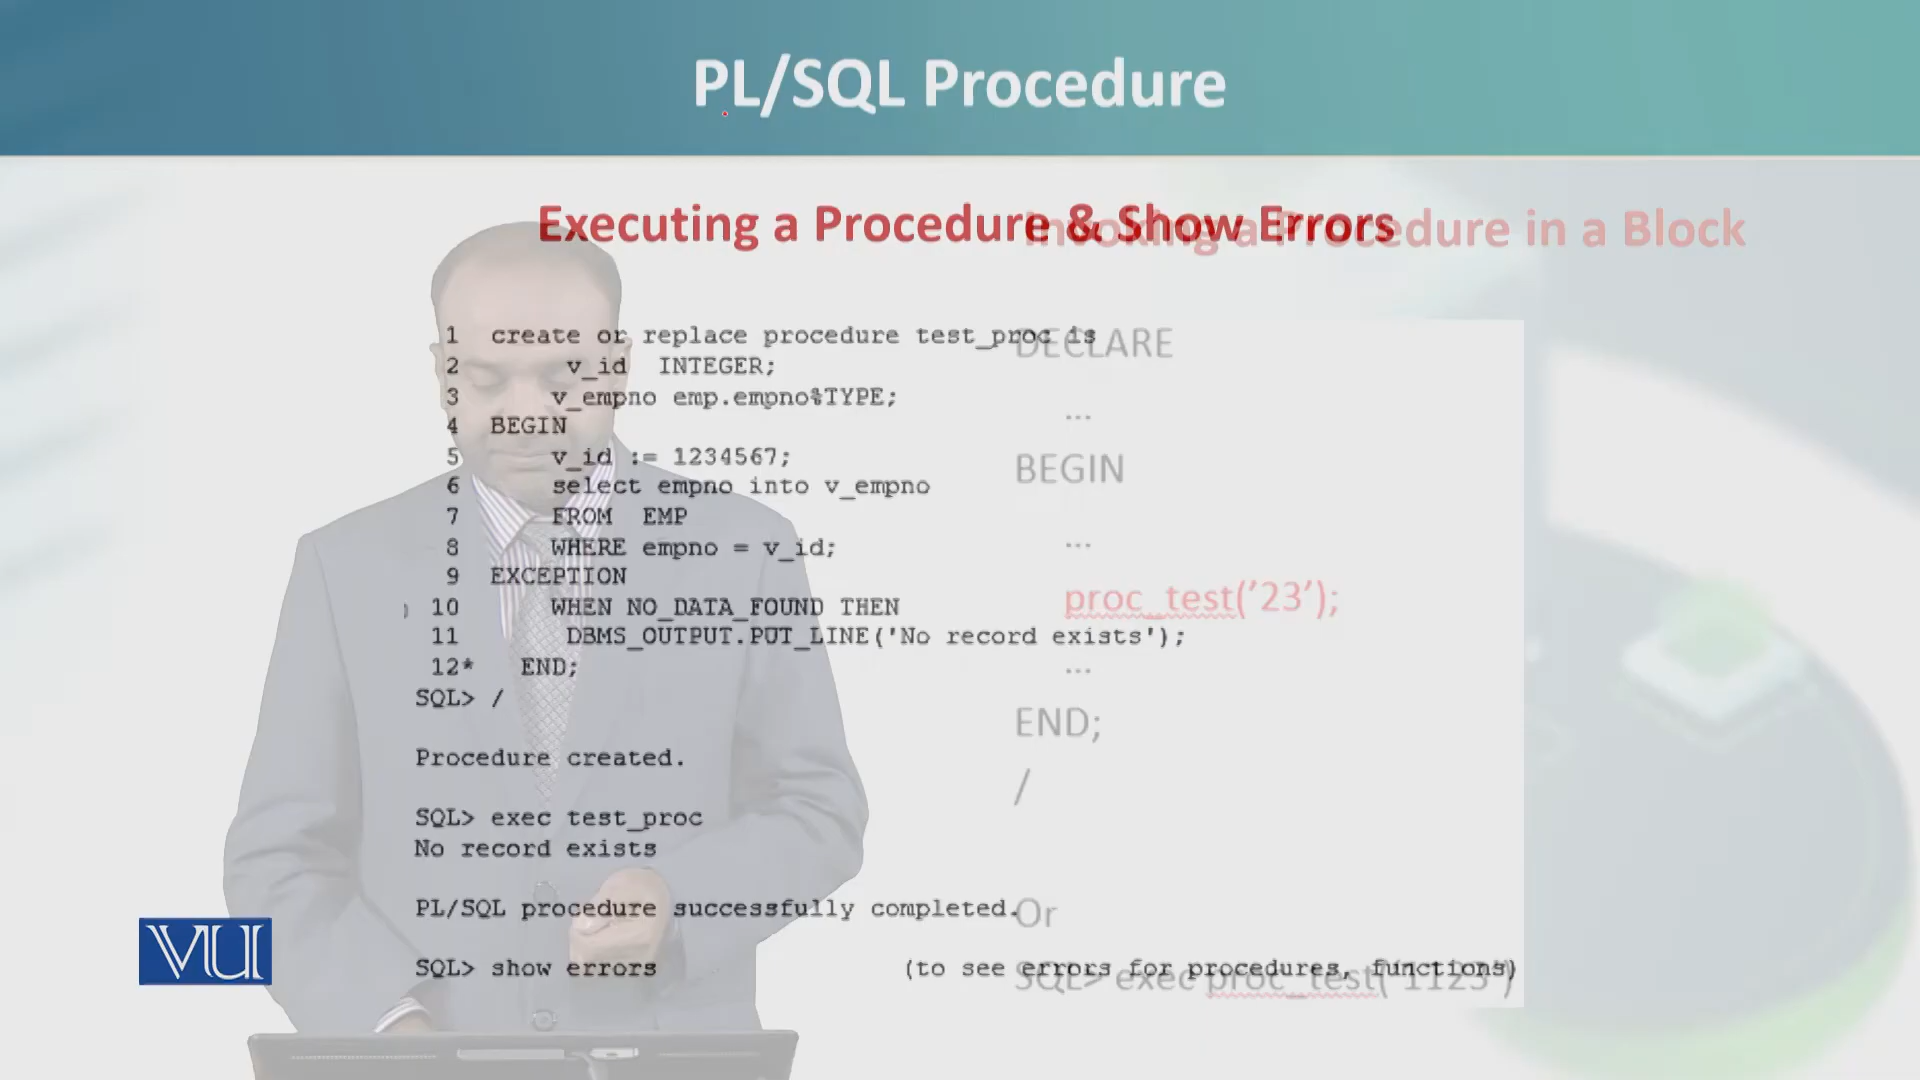 PL/SQL Procedure
Executing a Procedure & Show Errors
1 create or replace procedure test_proc is
2 v_id INTEGER;
3 v_empno emp.empno%TYPE;
4 BEGIN
5 v_id := 1234567;
6 select empno into v_empno
7 FROM EMP
8 WHERE empno = v_id;
9 EXCEPTION
10 WHEN NO_DATA_FOUND THEN
11 DBMS_OUTPUT.PUT_LINE('No record exists');
12* END;
SQL> /
Procedure created.
SQL> exec test_proc
No record exists
PL/SQL procedure successfully completed.
SQL> show errors (to see errors for procedures, functions)
Invoking a Procedure in a Block
DECLARE
...
BEGIN
...
proc_test('23');
...
END;
/
Or
SQL> exec proc_test('1123')
VU